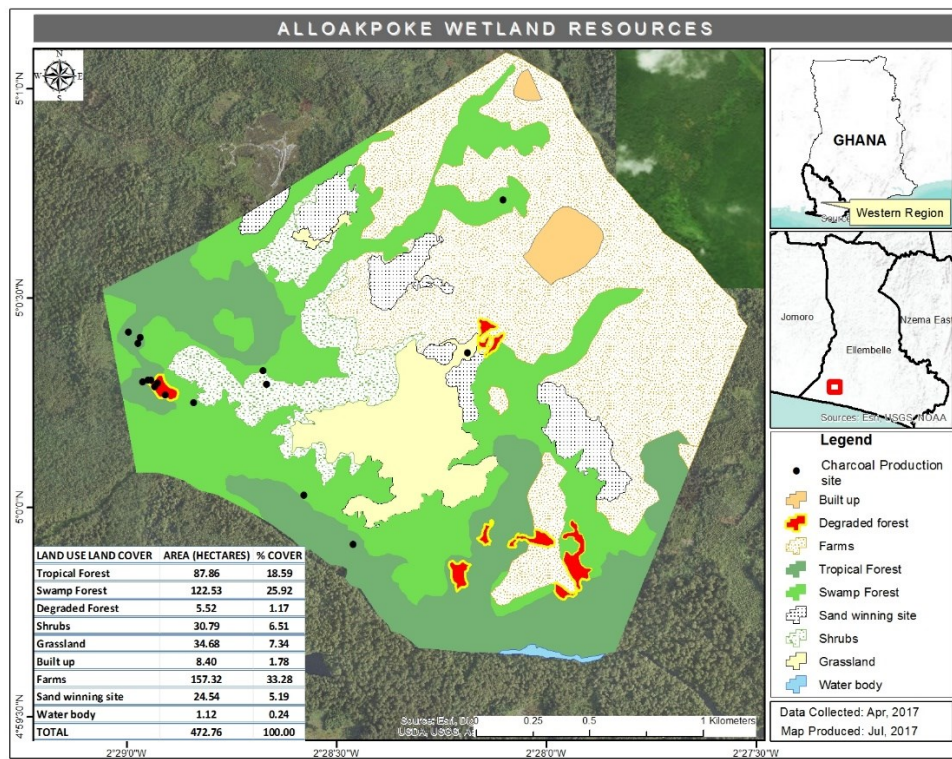 ALLOAKPOKE WETLAND RESOURCES
N
W E
S
5°1'0"N
5°0'30"N
5°0'0"N
4°59'30"N
2°29'0"W
2°28'30"W
2°28'0"W
2°27'30"W
LAND USE LAND COVER AREA (HECTARES) % COVER
Tropical Forest 87.86 18.59
Swamp Forest 122.53 25.92
Degraded Forest 5.52 1.17
Shrubs 30.79 6.51
Grassland 34.68 7.34
Built up 8.40 1.78
Farms 157.32 33.28
Sand winning site 24.54 5.19
Water body 1.12 0.24
TOTAL 472.76 100.00
Source: Esri,
USDA, USGS,
0 0.25 0.5 1 Kilometers
GHANA
Western Region
Jomoro
Nzema East
Ellembelle
Sources: Esri, USGS, NOAA
Legend
Charcoal Production
site
Built up
Degraded forest
Farms
Tropical Forest
Swamp Forest
Sand winning site
Shrubs
Grassland
Water body
Data Collected: Apr, 2017
Map Produced: Jul, 2017